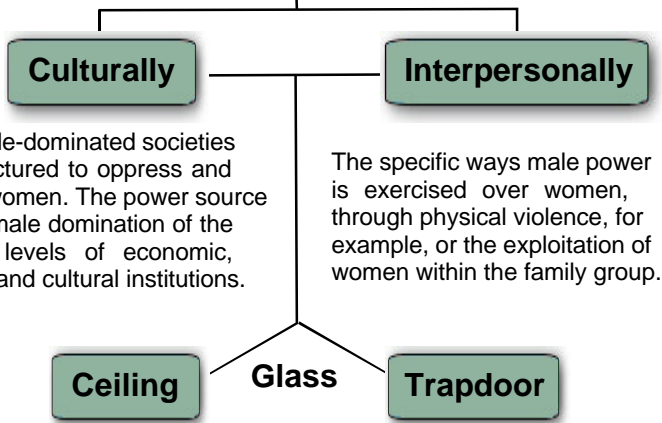 Culturally
Interpersonally
le-dominated societies
ctured to oppress and
women. The power source
male domination of the
levels of economic,
and cultural institutions.
The specific ways male power
is exercised over women,
through physical violence, for
example, or the exploitation of
women within the family group.
Ceiling
Glass
Trapdoor